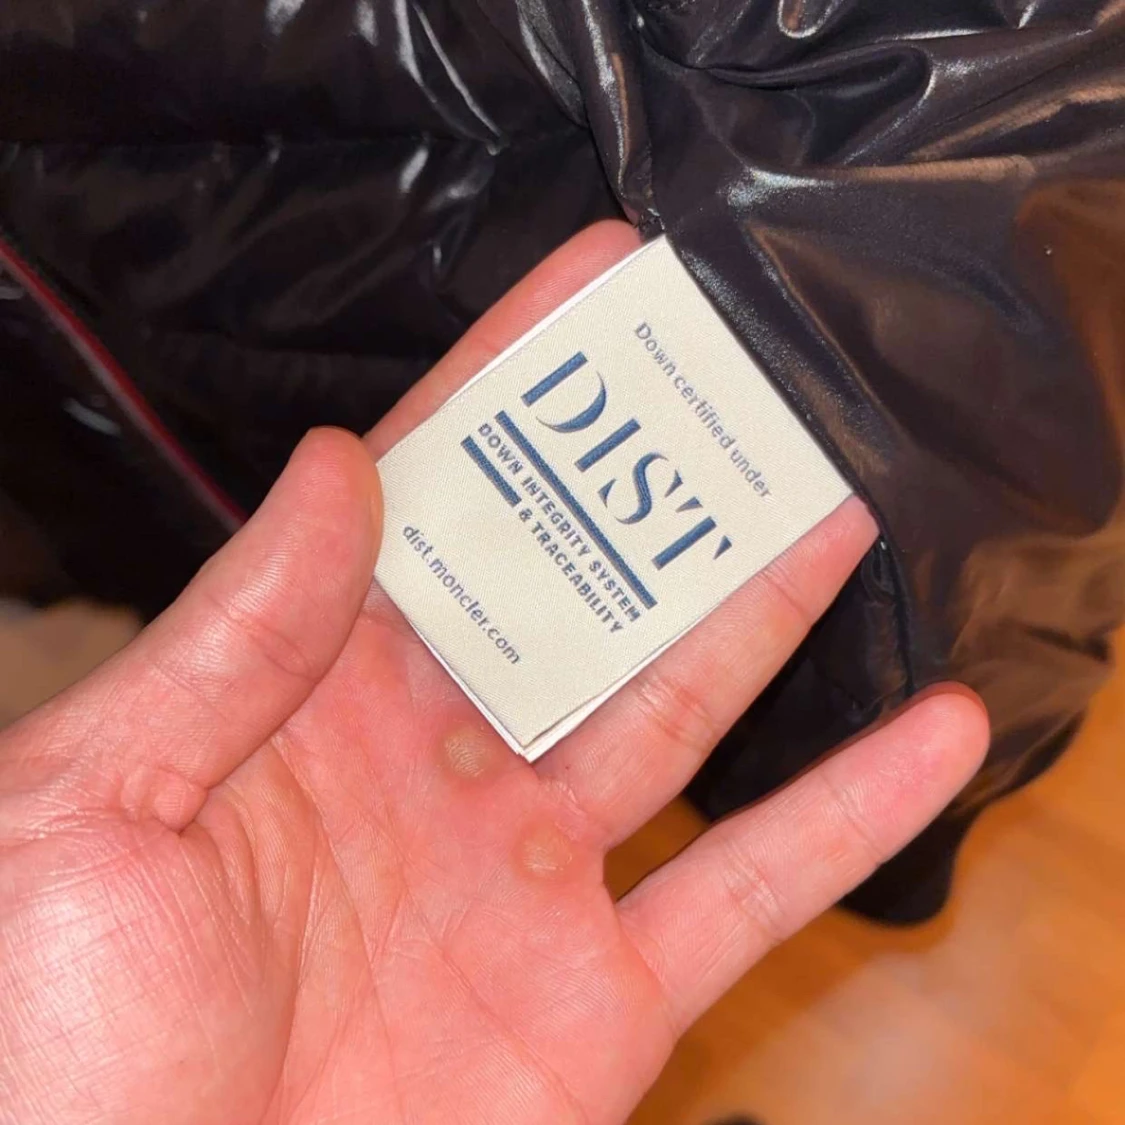 Down certified under
DIST
DOWN INTEGRITY SYSTEM
& TRACEABILITY
dist.moncler.com